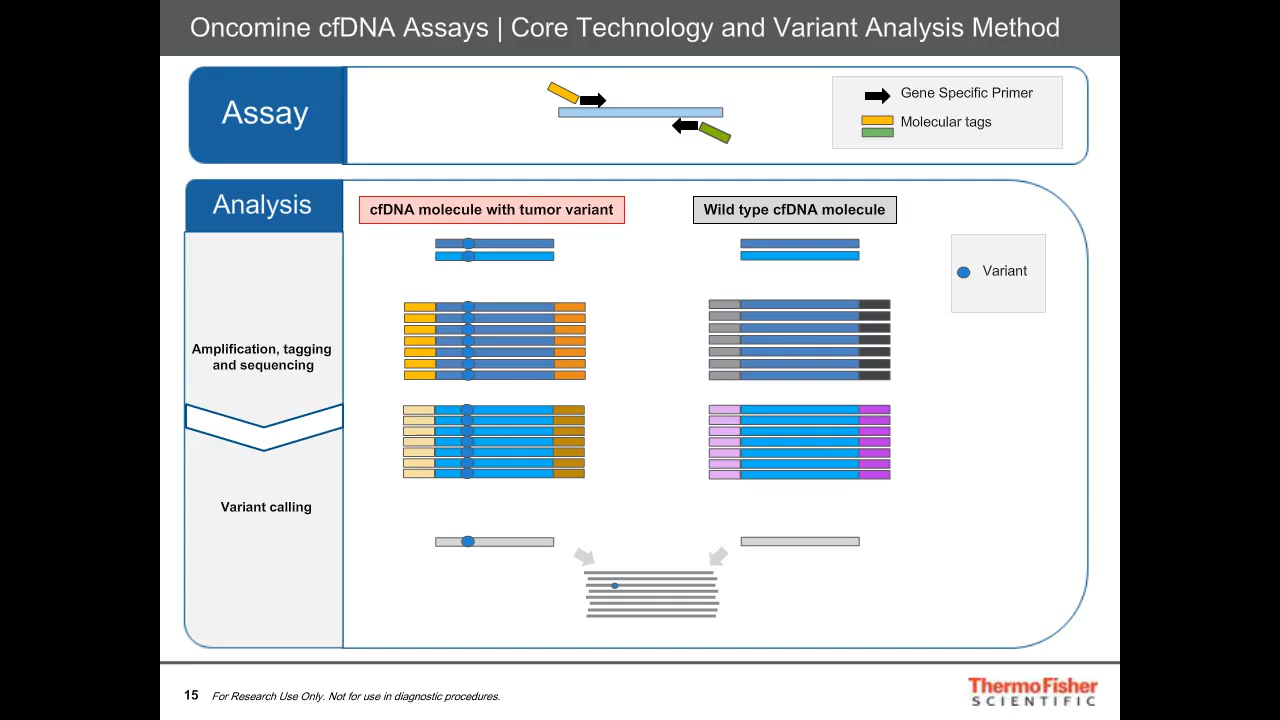 Oncomine cfDNA Assays | Core Technology and Variant Analysis Method
Assay
Gene Specific Primer
Molecular tags
Analysis
cfDNA molecule with tumor variant
Wild type cfDNA molecule
Variant
Amplification, tagging
and sequencing
Variant calling
15 For Research Use Only. Not for use in diagnostic procedures.
ThermoFisher
SCIENTIFIC